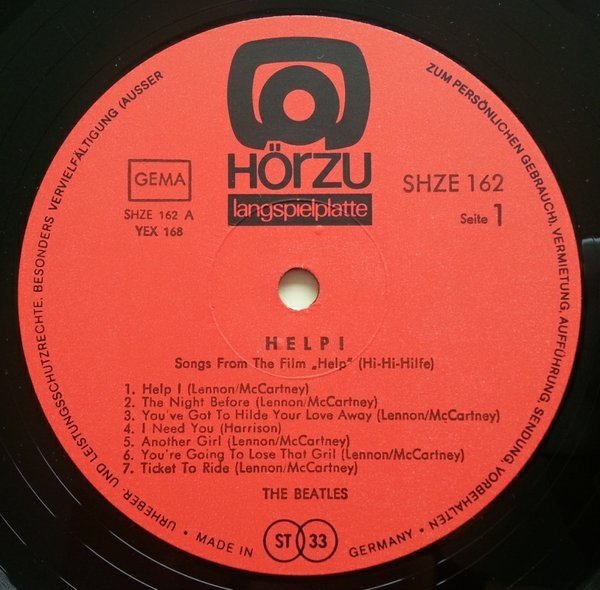 HÖRZU
langspielplatte
GEMA
SHZE 162 A
YEX 168
SHZE 162
Seite 1
HELP!
Songs From The Film „Help" (Hi-Hi-Hilfe)
1. Help ! (Lennon/McCartney)
2. The Night Before (Lennon/McCartney)
3. You've Got To Hilde Your Love Away (Lennon/McCartney)
4. I Need You (Harrison)
5. Another Girl (Lennon/McCartney)
6. You're Going To Lose That Gril (Lennon/McCartney)
7. Ticket To Ride (Lennon/McCartney)
THE BEATLES
ST 33
URHEBER- UND LEISTUNGSSCHUTZRECHTE, BESONDERS VERVIELFÄLTIGUNG (AUSSER
ZUM PERSÖNLICHEN GEBRAUCH), VERMIETUNG, AUFFÜHRUNG, SENDUNG, VORBEHALTEN
• MADE IN GERMANY •